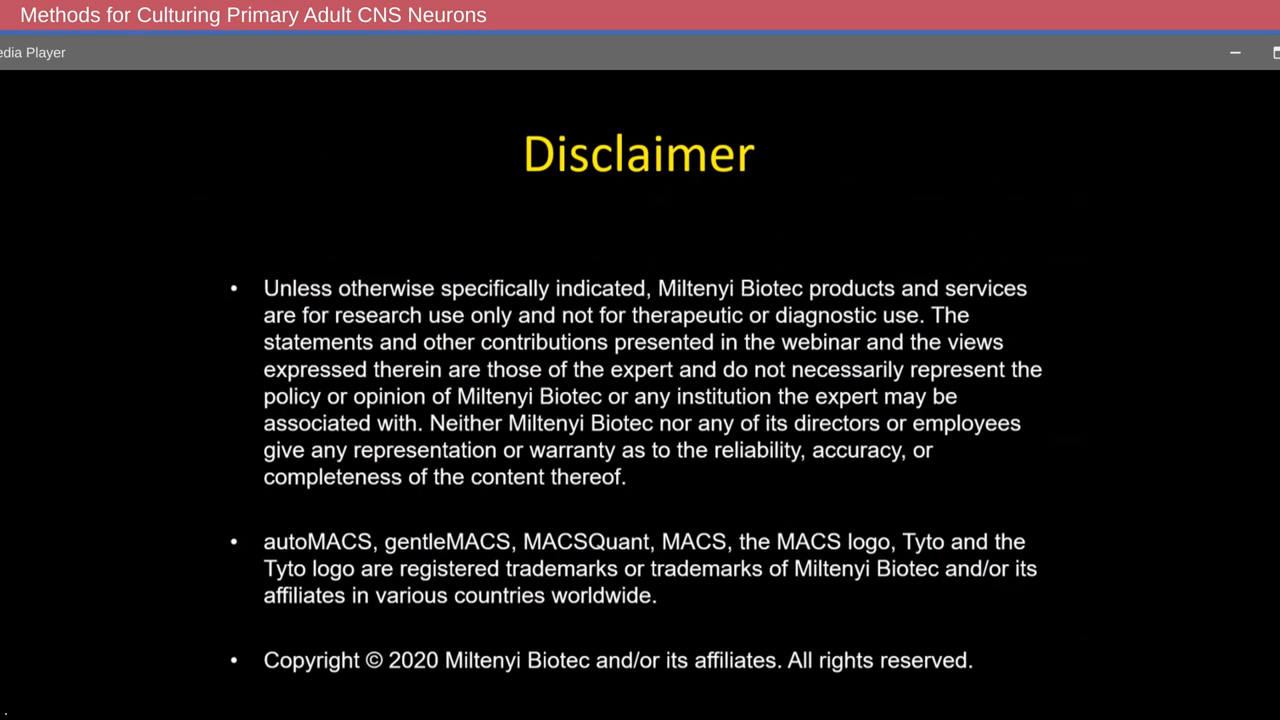 Methods for Culturing Primary Adult CNS Neurons
edia Player
Disclaimer
• Unless otherwise specifically indicated, Miltenyi Biotec products and services
are for research use only and not for therapeutic or diagnostic use. The
statements and other contributions presented in the webinar and the views
expressed therein are those of the expert and do not necessarily represent the
policy or opinion of Miltenyi Biotec or any institution the expert may be
associated with. Neither Miltenyi Biotec nor any of its directors or employees
give any representation or warranty as to the reliability, accuracy, or
completeness of the content thereof.
• autoMACS, gentleMACS, MACSQuant, MACS, the MACS logo, Tyto and the
Tyto logo are registered trademarks or trademarks of Miltenyi Biotec and/or its
affiliates in various countries worldwide.
• Copyright © 2020 Miltenyi Biotec and/or its affiliates. All rights reserved.